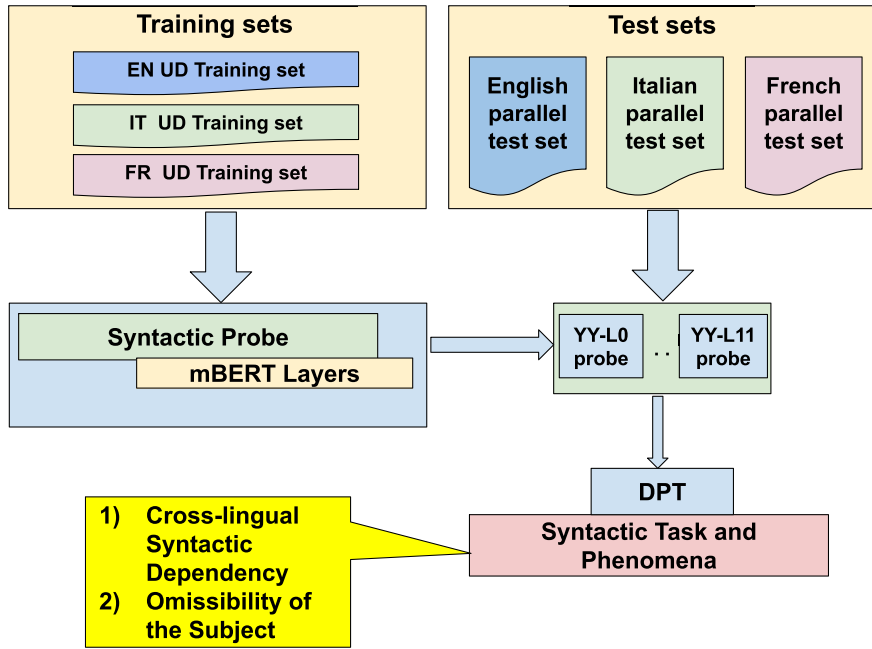 Training sets
EN UD Training set
IT UD Training set
FR UD Training set
Test sets
English
parallel
test set
Italian
parallel
test set
French
parallel
test set
Syntactic Probe
mBERT Layers
YY-L0
probe
. .
YY-L11
probe
DPT
Syntactic Task and
Phenomena
1) Cross-lingual
Syntactic
Dependency
2) Omissibility of
the Subject